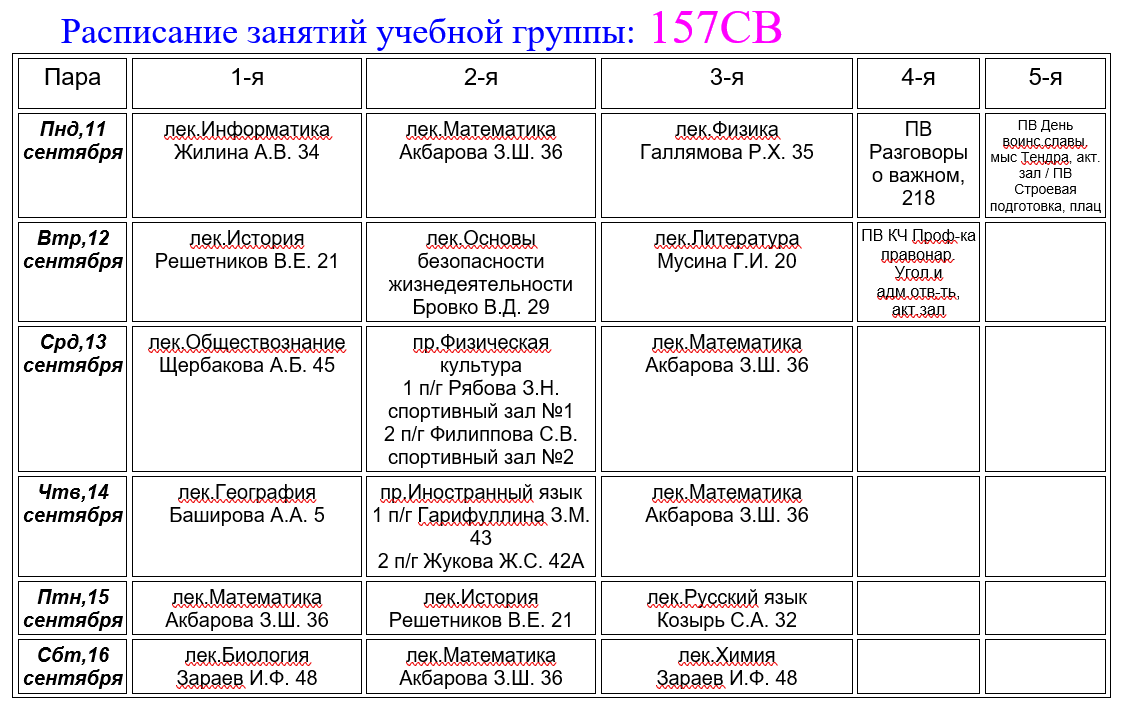 Расписание занятий учебной группы: 157СВ
Пара
1-я
2-я
3-я
4-я
5-я
Пнд,11
сентября
лек.Информатика
Жилина А.В. 34
лек.Математика
Акбарова З.Ш. 36
лек.Физика
Галлямова Р.Х. 35
ПВ
Разговоры
о важном,
218
ПВ День
воинс.славы,
мыс Тендра, акт.
зал / ПВ
Строевая
подготовка, плац
Втр,12
сентября
лек.История
Решетников В.Е. 21
лек.Основы
безопасности
жизнедеятельности
Бровко В.Д. 29
лек.Литература
Мусина Г.И. 20
ПВ КЧ Проф-ка
правонар.
Угол.и
адм.отв-ть,
акт.зал
Срд,13
сентября
лек.Обществознание
Щербакова А.Б. 45
пр.Физическая
культура
1 п/г Рябова З.Н.
спортивный зал №1
2 п/г Филиппова С.В.
спортивный зал №2
лек.Математика
Акбарова З.Ш. 36
Чтв,14
сентября
лек.География
Баширова А.А. 5
пр.Иностранный язык
1 п/г Гарифуллина З.М.
43
2 п/г Жукова Ж.С. 42А
лек.Математика
Акбарова З.Ш. 36
Птн,15
сентября
лек.Математика
Акбарова З.Ш. 36
лек.История
Решетников В.Е. 21
лек.Русский язык
Козырь С.А. 32
Сбт,16
сентября
лек.Биология
Зараев И.Ф. 48
лек.Математика
Акбарова З.Ш. 36
лек.Химия
Зараев И.Ф. 48